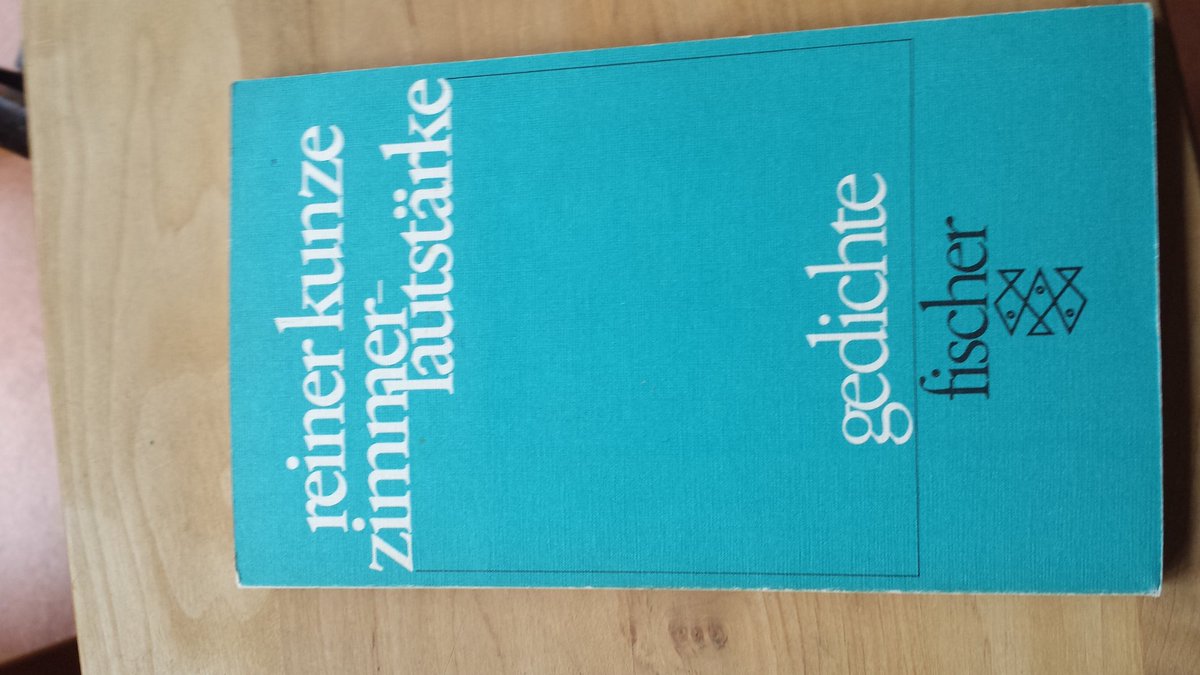 reiner kunze
zimmer-
lautstärke
gedichte
fischer